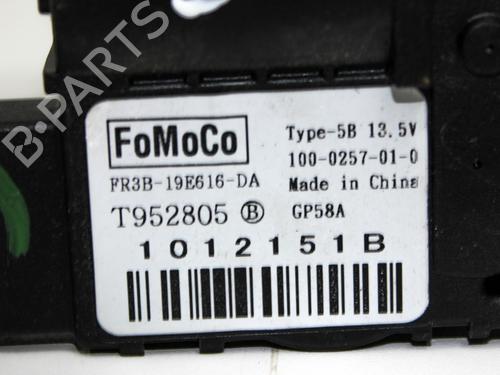 B-PARTS
FoMoCo
Type-5B 13.5V
100-0257-01-0
FR3B-19E616-DA
Made in China
T952805 Ⓑ
GP58A
1012151B